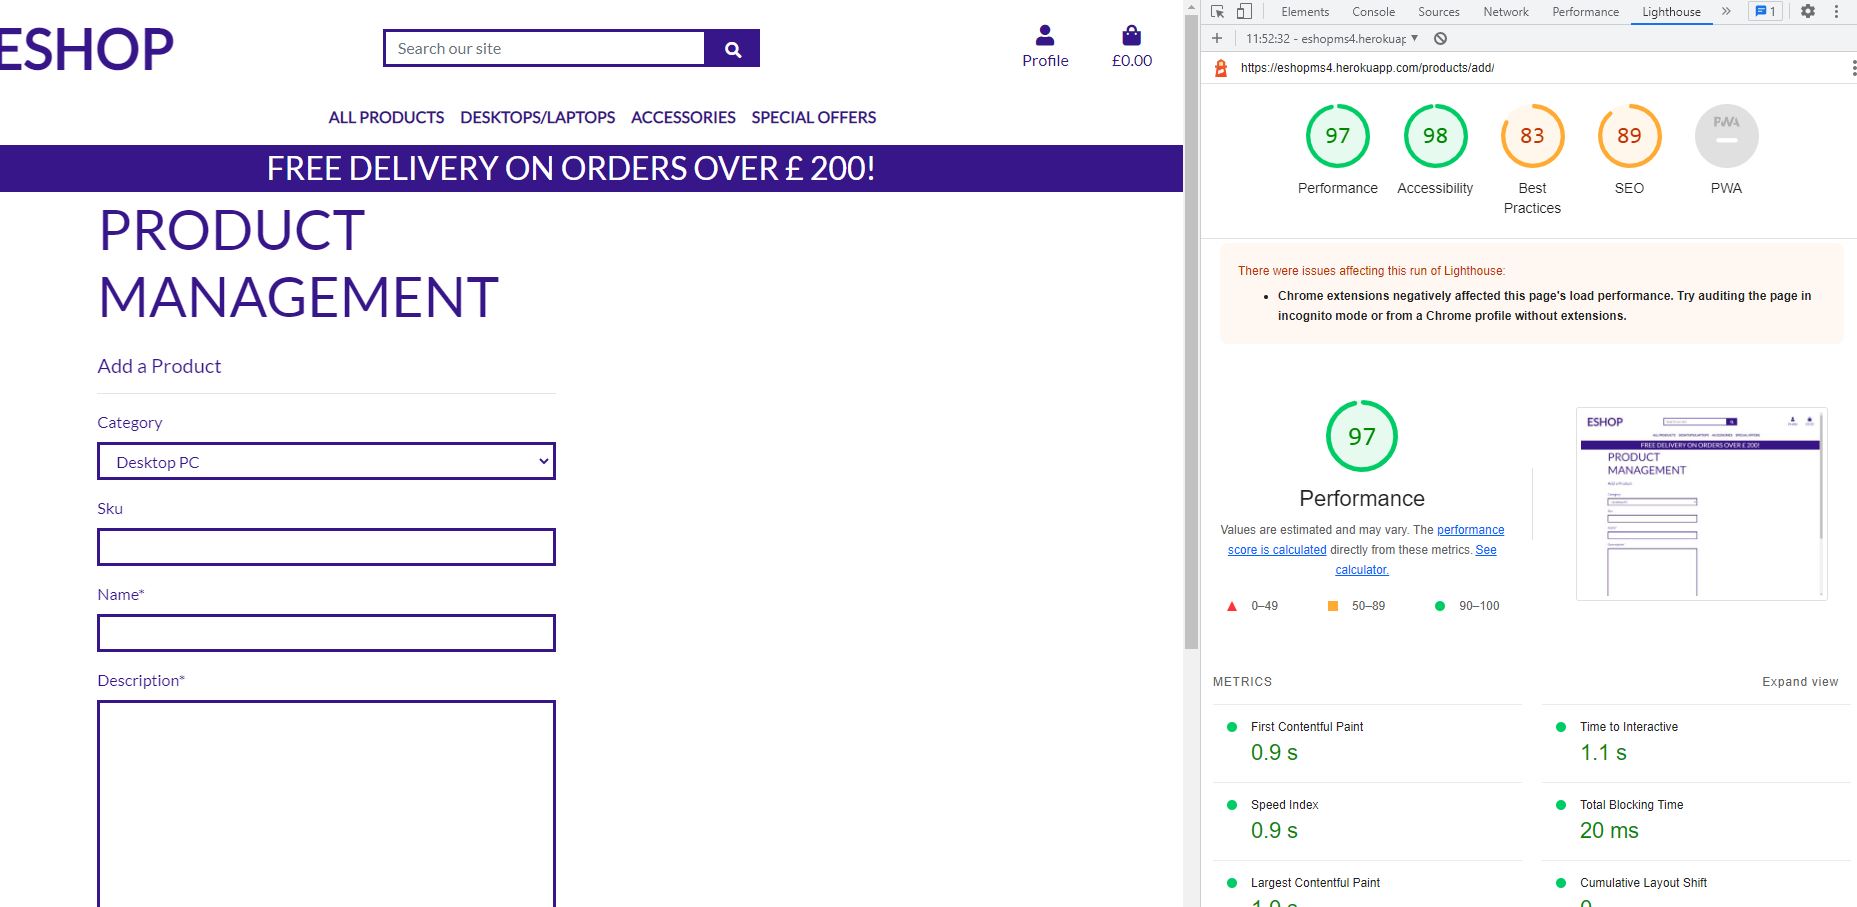 ESHOP
Search our site
Profile
£0.00
ALL PRODUCTS DESKTOPS/LAPTOPS ACCESSORIES SPECIAL OFFERS
FREE DELIVERY ON ORDERS OVER £ 200!
PRODUCT
MANAGEMENT
Add a Product
Category
Desktop PC
Sku
Name*
Description*
Elements Console Sources Network Performance Lighthouse » 1
11:52:32 - eshopms4.herokuap
https://eshopms4.herokuapp.com/products/add/
97 98 83 89 PWA
Performance Accessibility Best SEO PWA
Practices
There were issues affecting this run of Lighthouse:
• Chrome extensions negatively affected this page's load performance. Try auditing the page in
incognito mode or from a Chrome profile without extensions.
97
Performance
Values are estimated and may vary. The performance
score is calculated directly from these metrics. See
calculator.
0–49 50–89 90–100
ESHOP
FREE DELIVERY ON ORDERS OVER £ 200!
PRODUCT
MANAGEMENT
METRICS Expand view
First Contentful Paint
0.9 s
Time to Interactive
1.1 s
Speed Index
0.9 s
Total Blocking Time
20 ms
Largest Contentful Paint
Cumulative Layout Shift